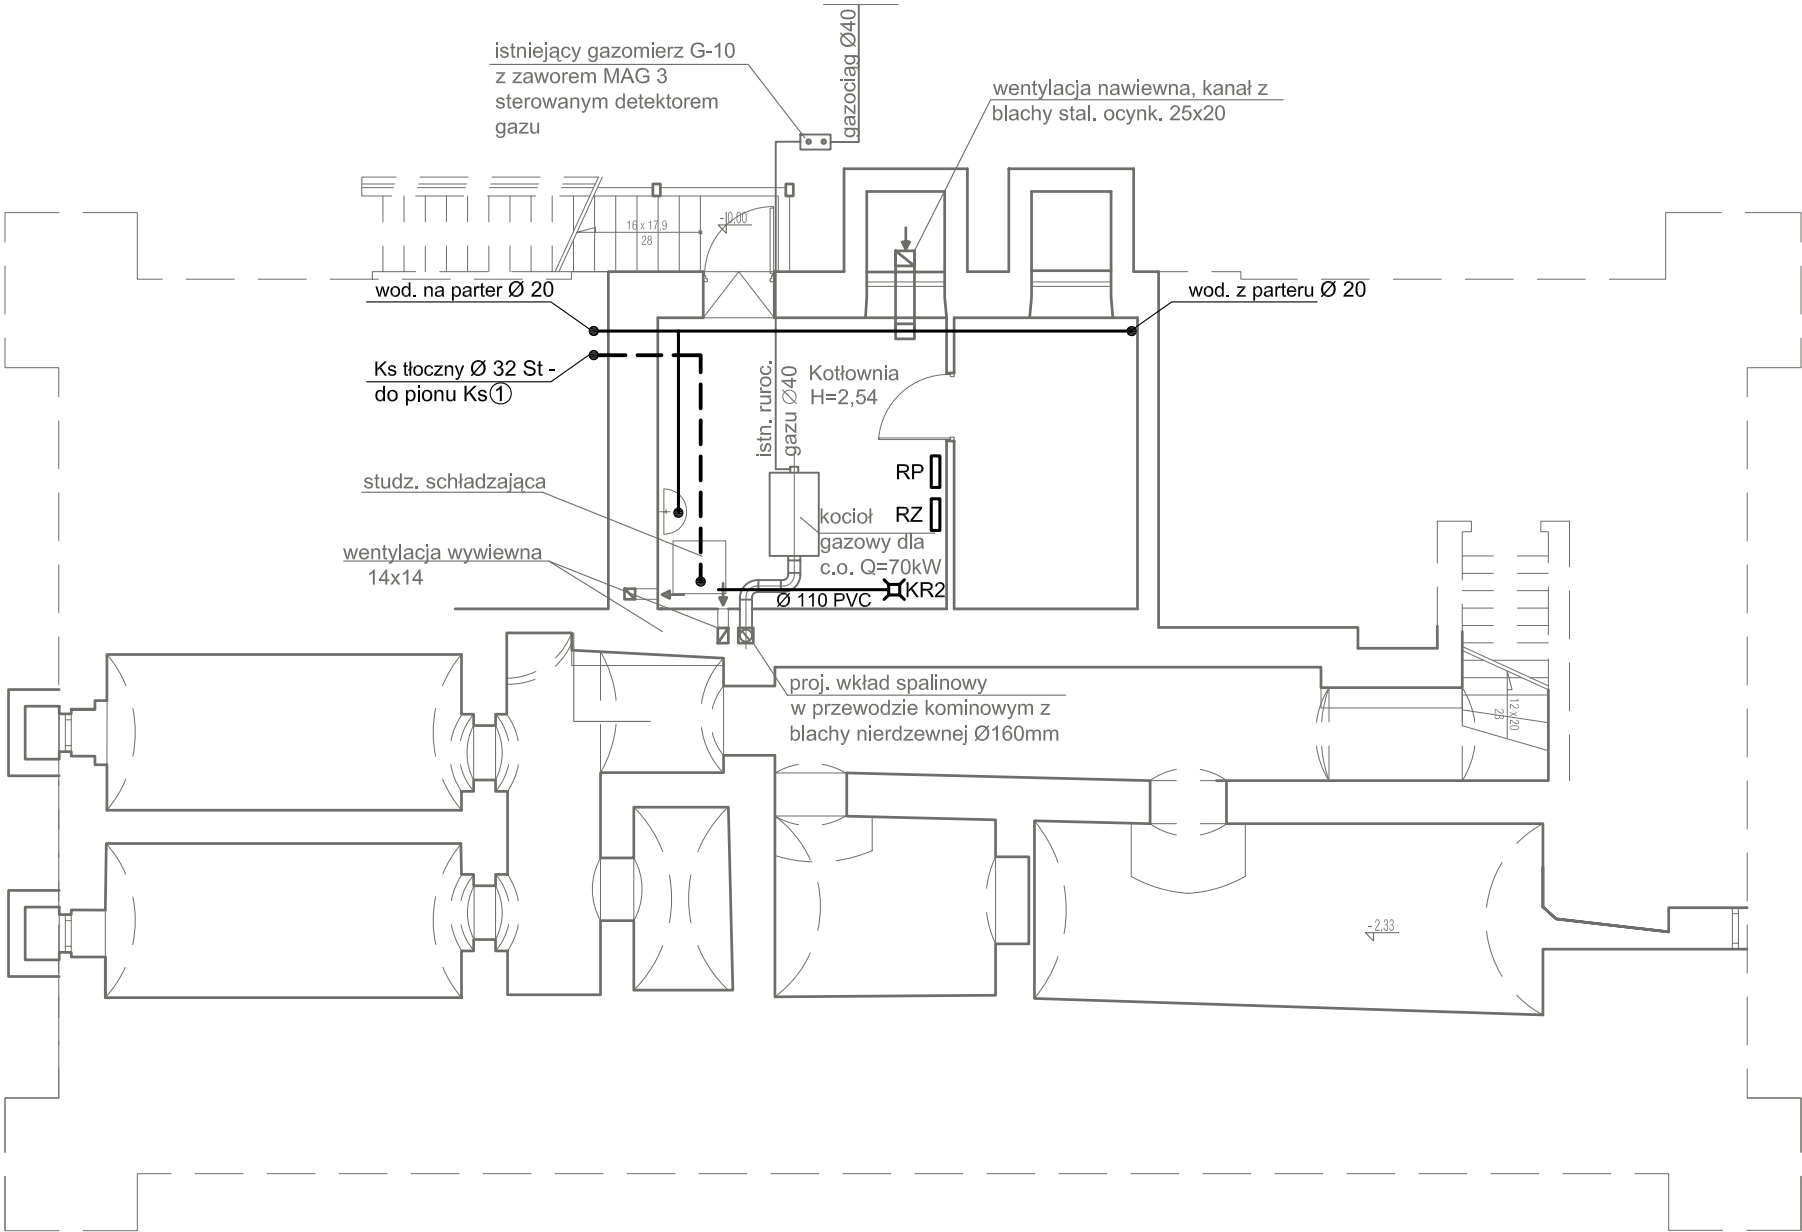 istniejący gazomierz G-10
z zaworem MAG 3
sterowanym detektorem
gazu
gazociąg Ø40
wentylacja nawiewna, kanał z
blachy stal. ocynk. 25x20
16 x 17,9
28
wod. na parter Ø 20
wod. z parteru Ø 20
Ks tłoczny Ø 32 St -
do pionu Ks 1
istn. ruroc.
gazu Ø40
Kotłownia
H=2,54
RP
RZ
studz. schładzająca
kocioł
gazowy dla
c.o. Q=70kW
wentylacja wywiewna
14x14
KR2
Ø 110 PVC
proj. wkład spalinowy
w przewodzie kominowym z
blachy nierdzewnej Ø160mm
12 x 20
28
-2,33